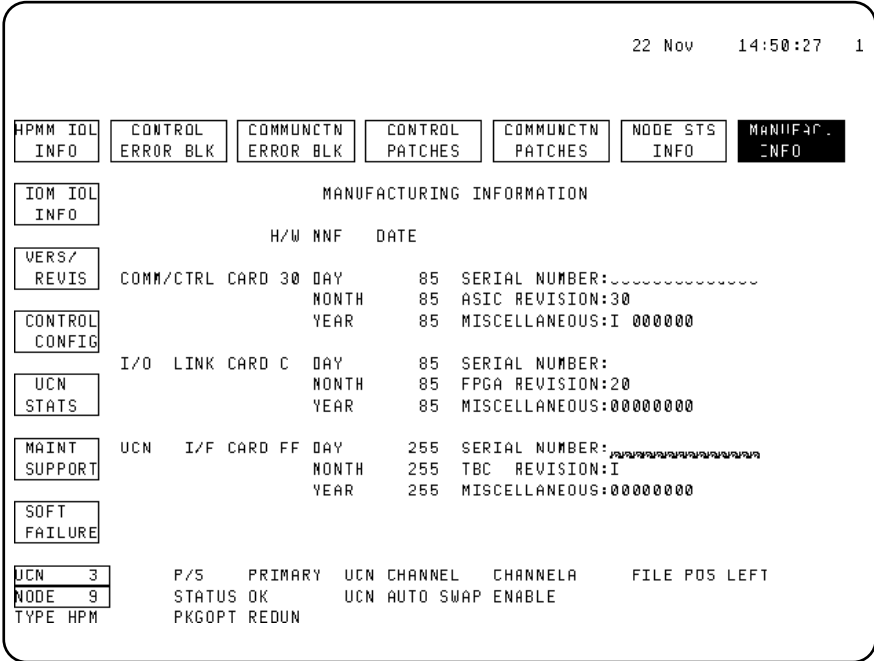 22 Nov 14:50:27 1
HPMM IOL INFO
CONTROL ERROR BLK
COMMUNCTN ERROR BLK
CONTROL PATCHES
COMMUNCTN PATCHES
NODE STS INFO
MANUFAC. INFO
IOM IOL INFO
MANUFACTURING INFORMATION
H/W MNF DATE
VERS/ REVIS
COMM/CTRL CARD 30 DAY 85 SERIAL NUMBER:
MONTH 85 ASIC REVISION:30
YEAR 85 MISCELLANEOUS:I 000000
CONTROL CONFIG
I/O LINK CARD C DAY 85 SERIAL NUMBER:
MONTH 85 FPGA REVISION:20
YEAR 85 MISCELLANEOUS:00000000
UCN STATS
MAINT SUPPORT
UCN I/F CARD FF DAY 255 SERIAL NUMBER:
MONTH 255 TBC REVISION:I
YEAR 255 MISCELLANEOUS:00000000
SOFT FAILURE
UCN 3 P/S PRIMARY UCN CHANNEL CHANNELA FILE POS LEFT
NODE 9 STATUS OK UCN AUTO SWAP ENABLE
TYPE HPM PKGOPT REDUN